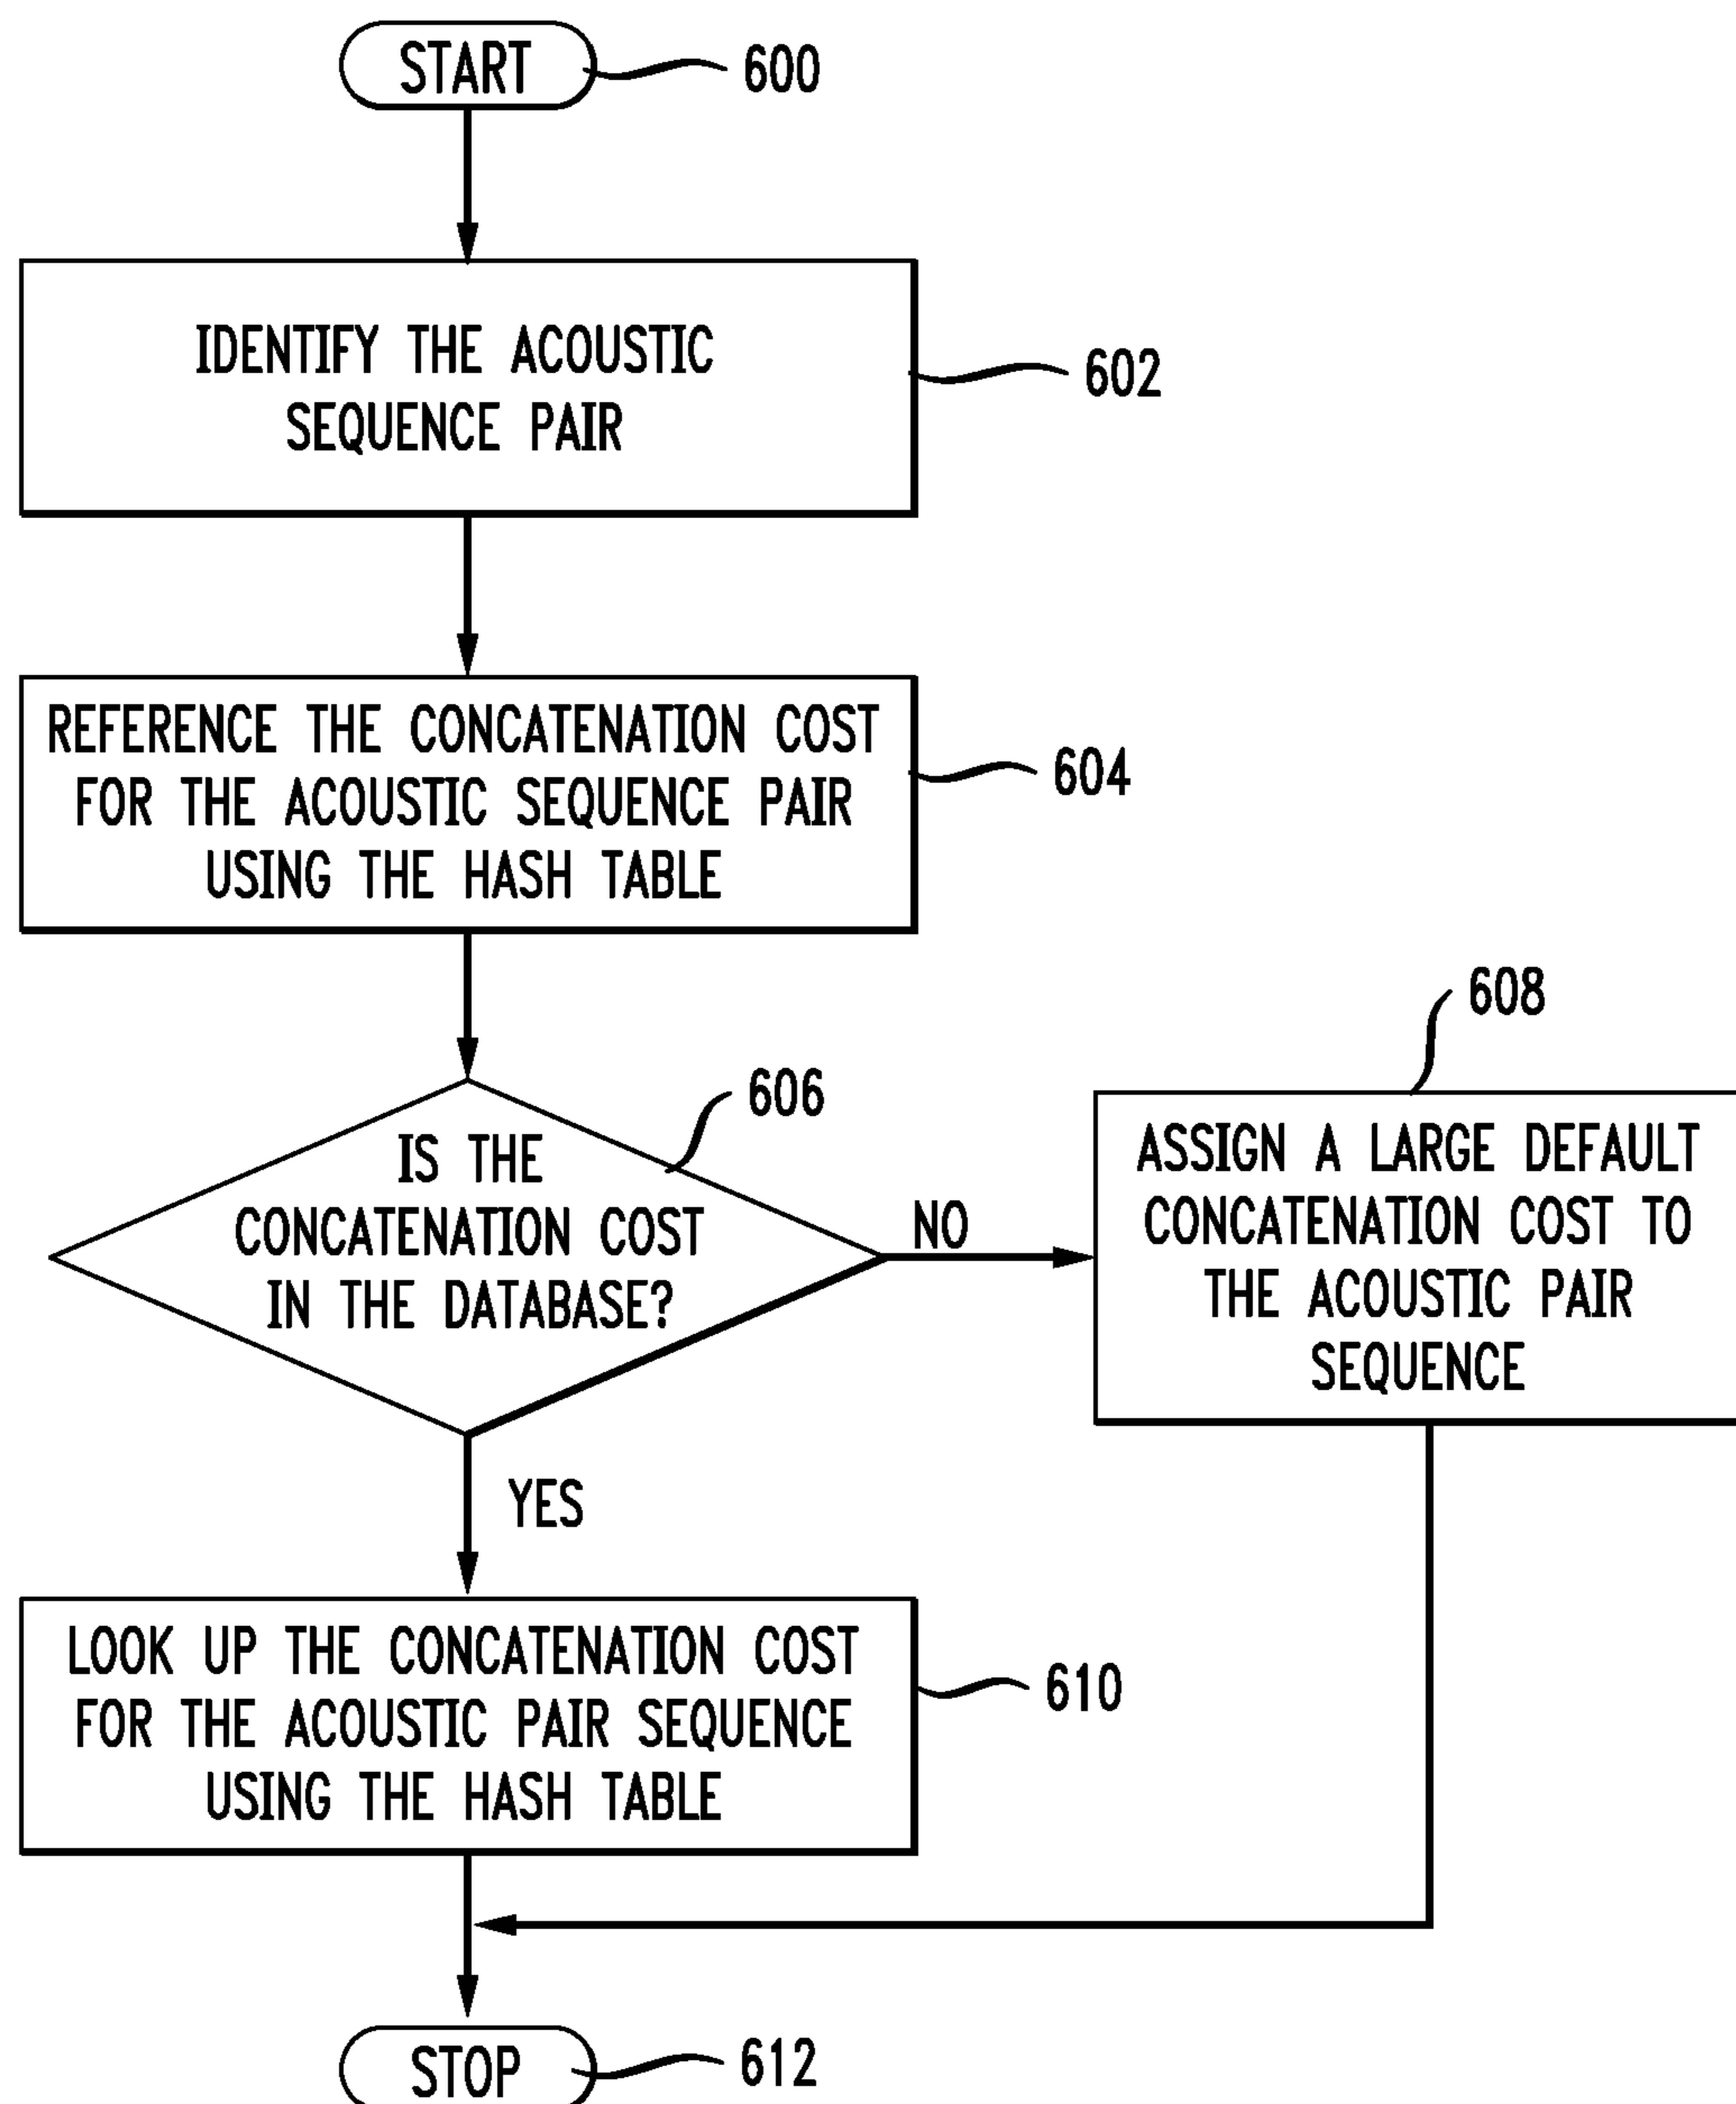 START
600
IDENTIFY THE ACOUSTIC
SEQUENCE PAIR
602
REFERENCE THE CONCATENATION COST
FOR THE ACOUSTIC SEQUENCE PAIR
USING THE HASH TABLE
604
IS THE
CONCATENATION COST
IN THE DATABASE?
606
NO
608
ASSIGN A LARGE DEFAULT
CONCATENATION COST TO
THE ACOUSTIC PAIR
SEQUENCE
YES
LOOK UP THE CONCATENATION COST
FOR THE ACOUSTIC PAIR SEQUENCE
USING THE HASH TABLE
610
STOP
612